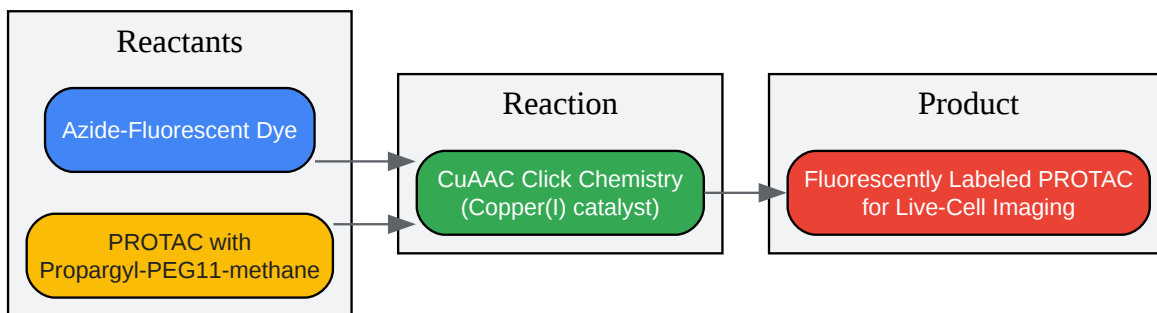 Reactants
Azide-Fluorescent Dye
PROTAC with
Propargyl-PEG11-methane
Reaction
CuAAC Click Chemistry
(Copper(I) catalyst)
Product
Fluorescently Labeled PROTAC
for Live-Cell Imaging